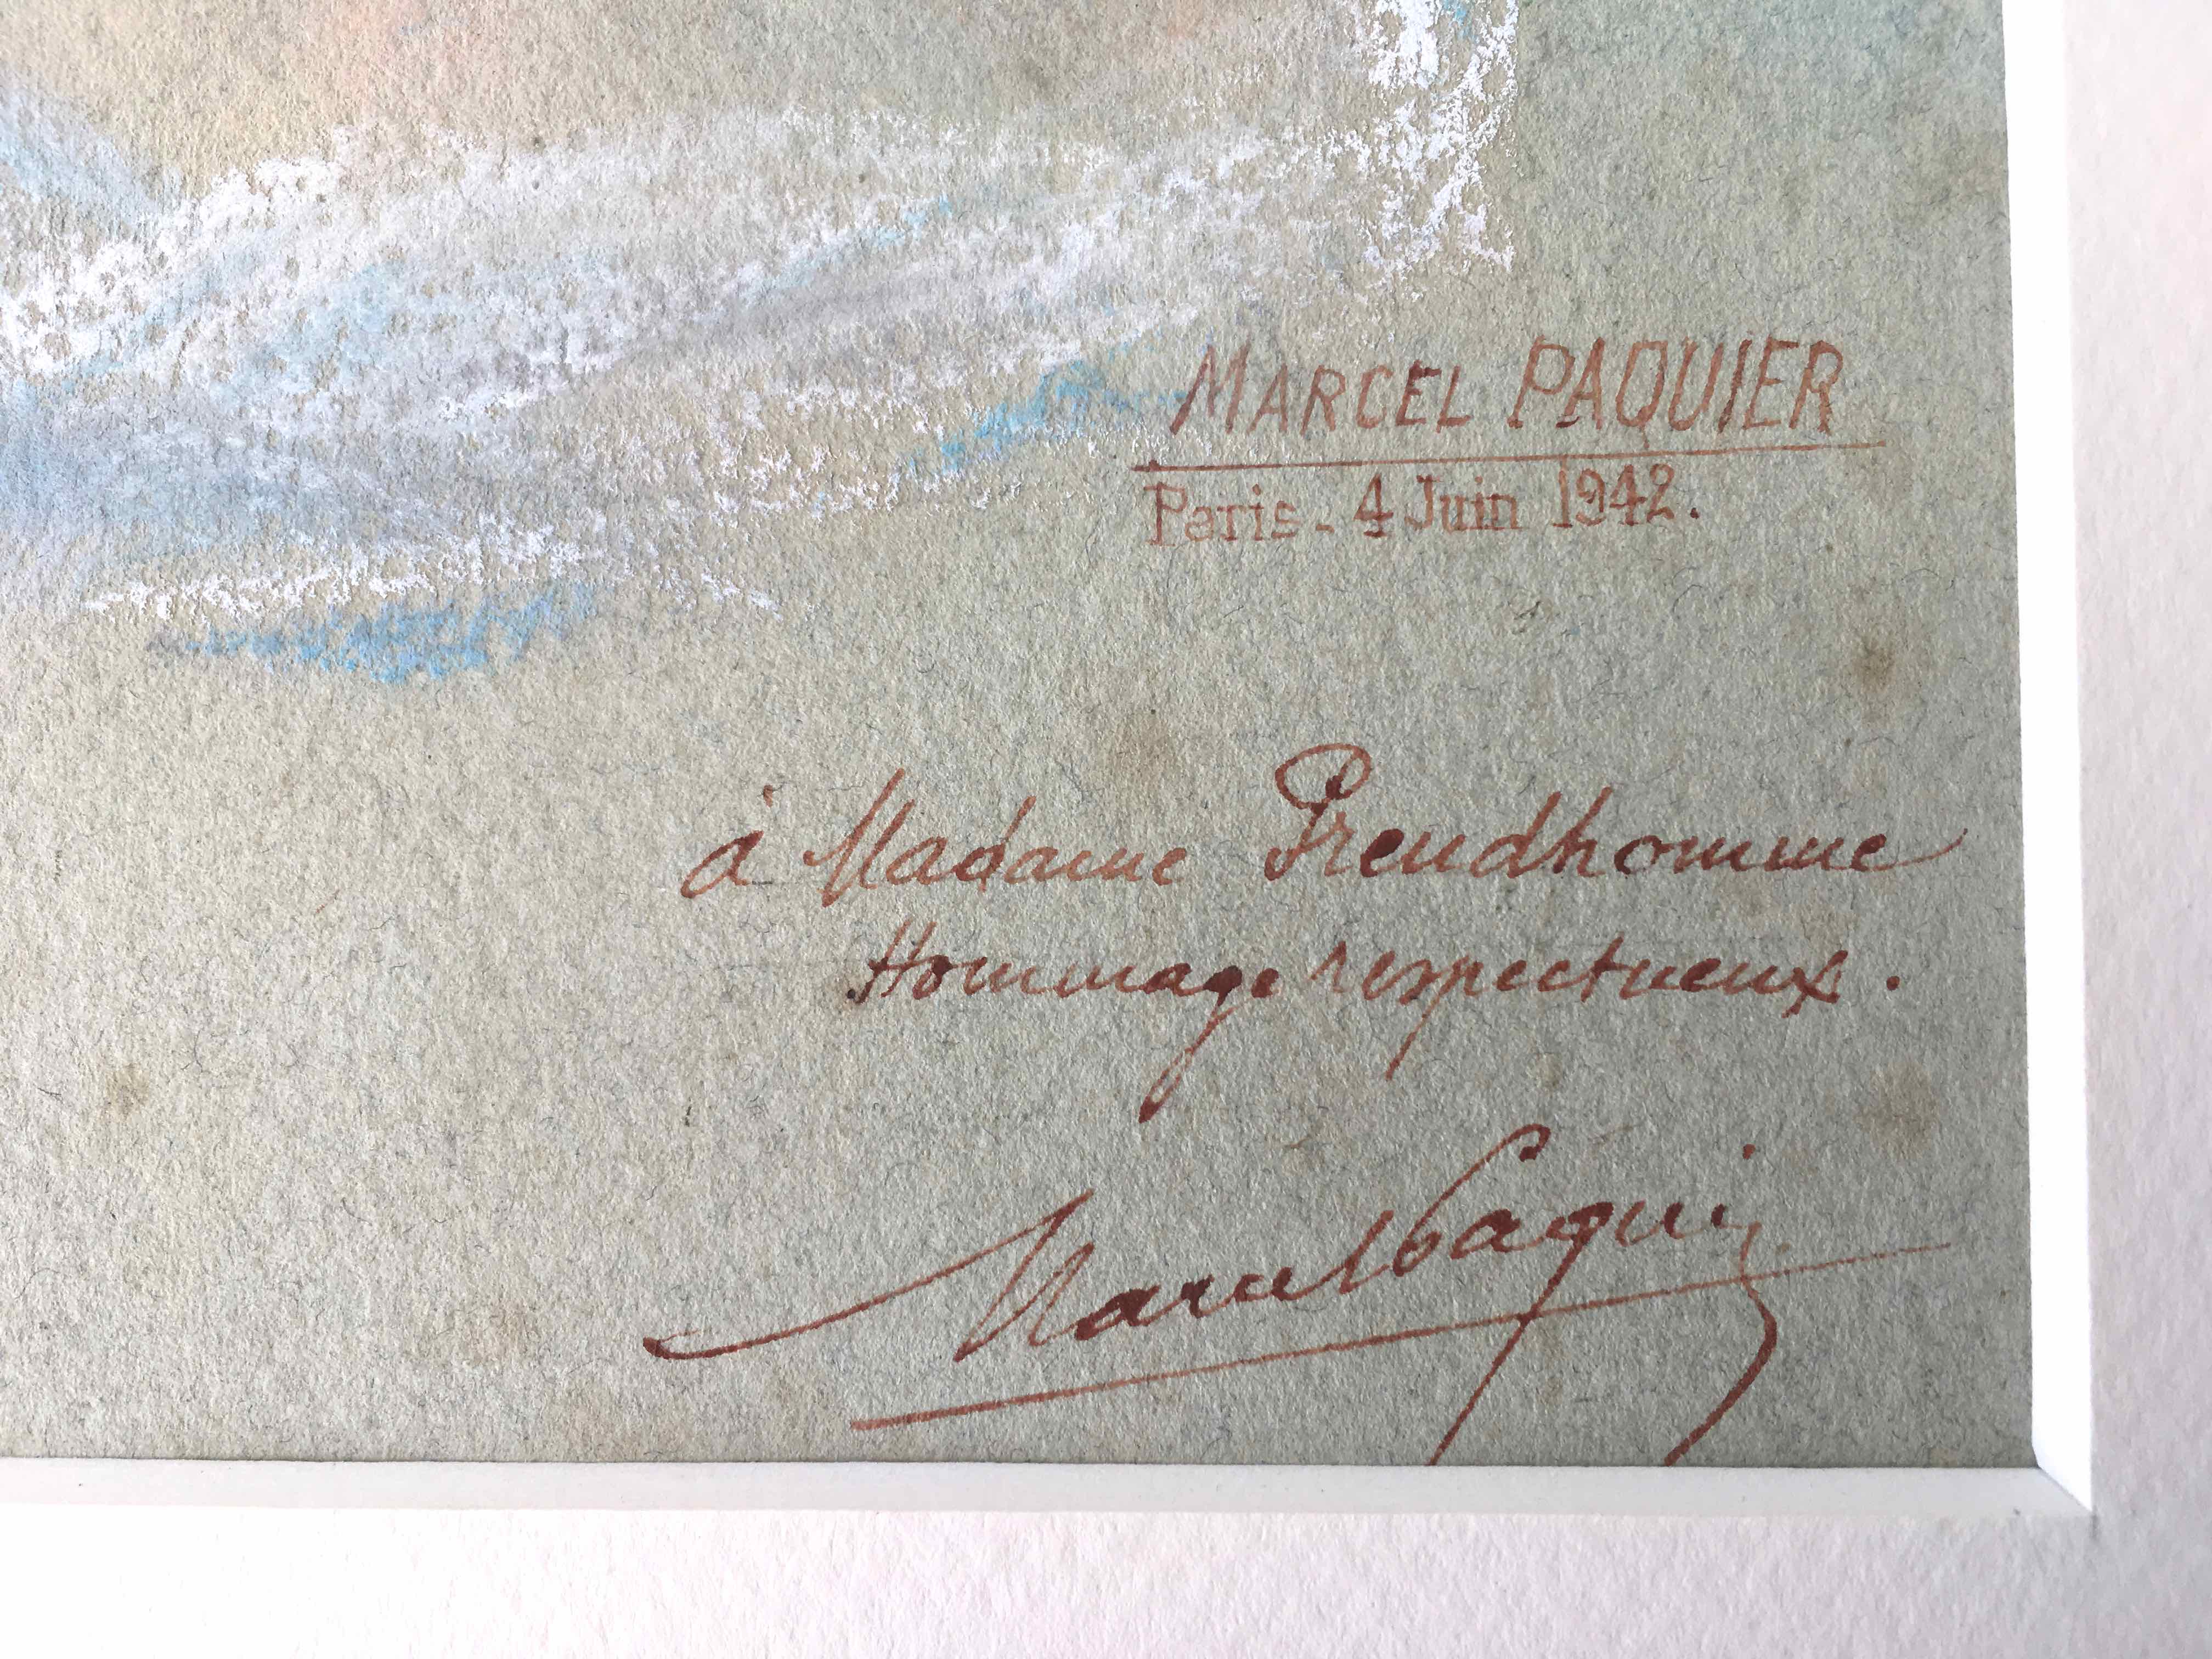 MARCEL PAQUIER
Paris - 4 Juin 1942.
à Madame Preudhomme
Hommage respectueux.
Marcel Paquier